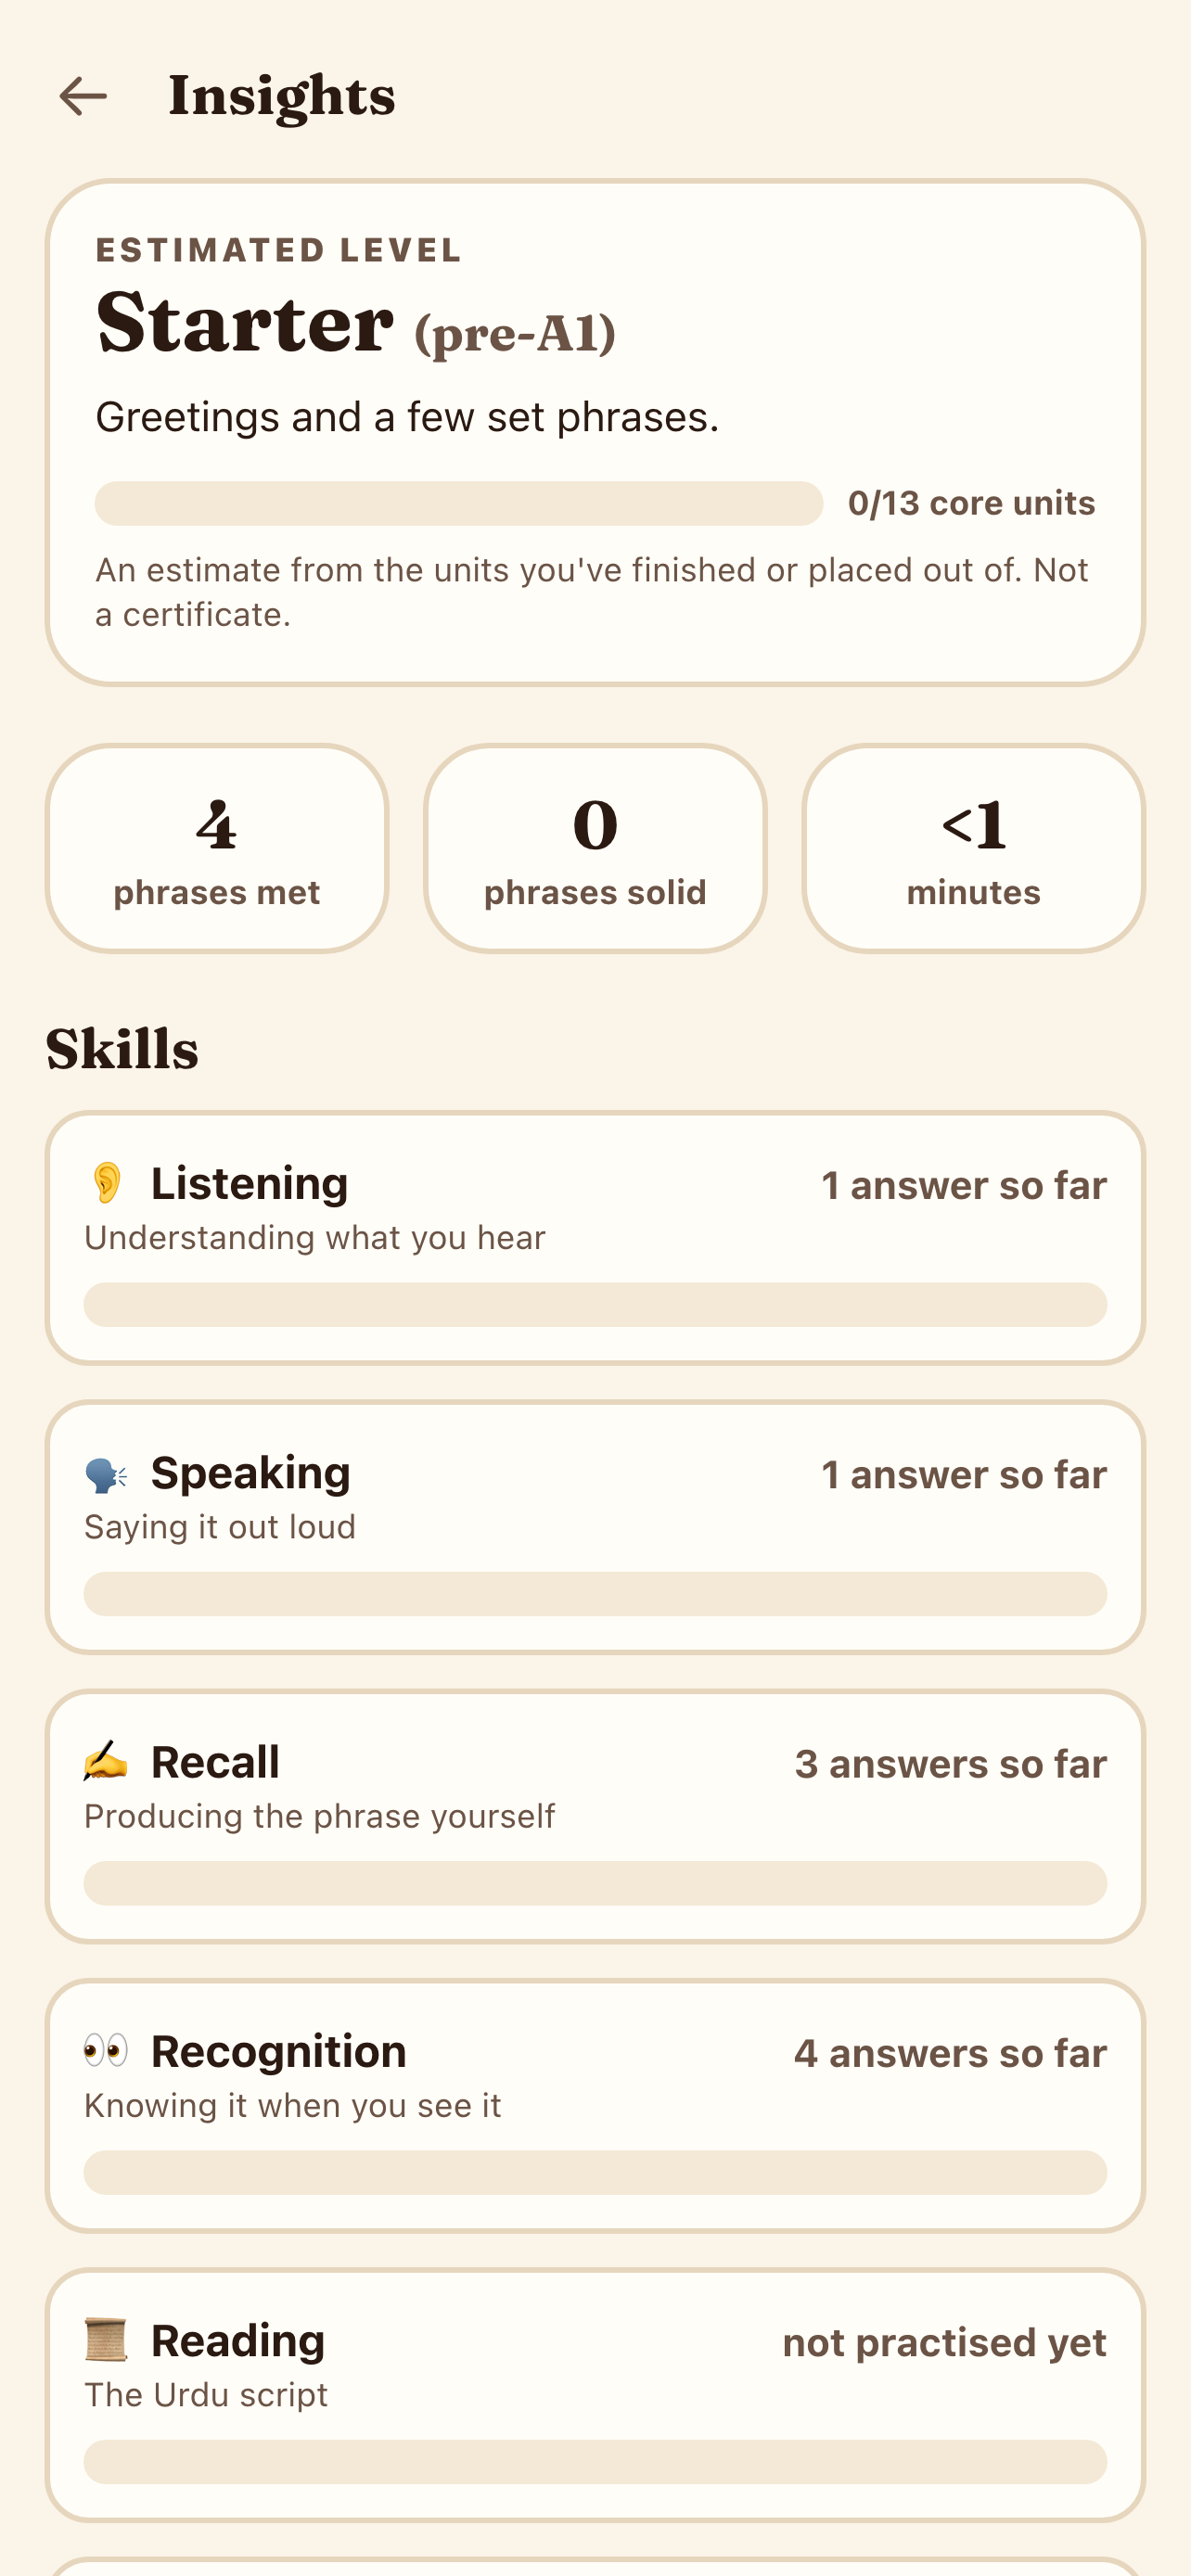 Insights
ESTIMATED LEVEL
Starter (pre-A1)
Greetings and a few set phrases.
0/13 core units
An estimate from the units you've finished or placed out of. Not
a certificate.
4
phrases met
0
phrases solid
<1
minutes
Skills
Listening
1 answer so far
Understanding what you hear
Speaking
1 answer so far
Saying it out loud
Recall
3 answers so far
Producing the phrase yourself
Recognition
4 answers so far
Knowing it when you see it
Reading
not practised yet
The Urdu script